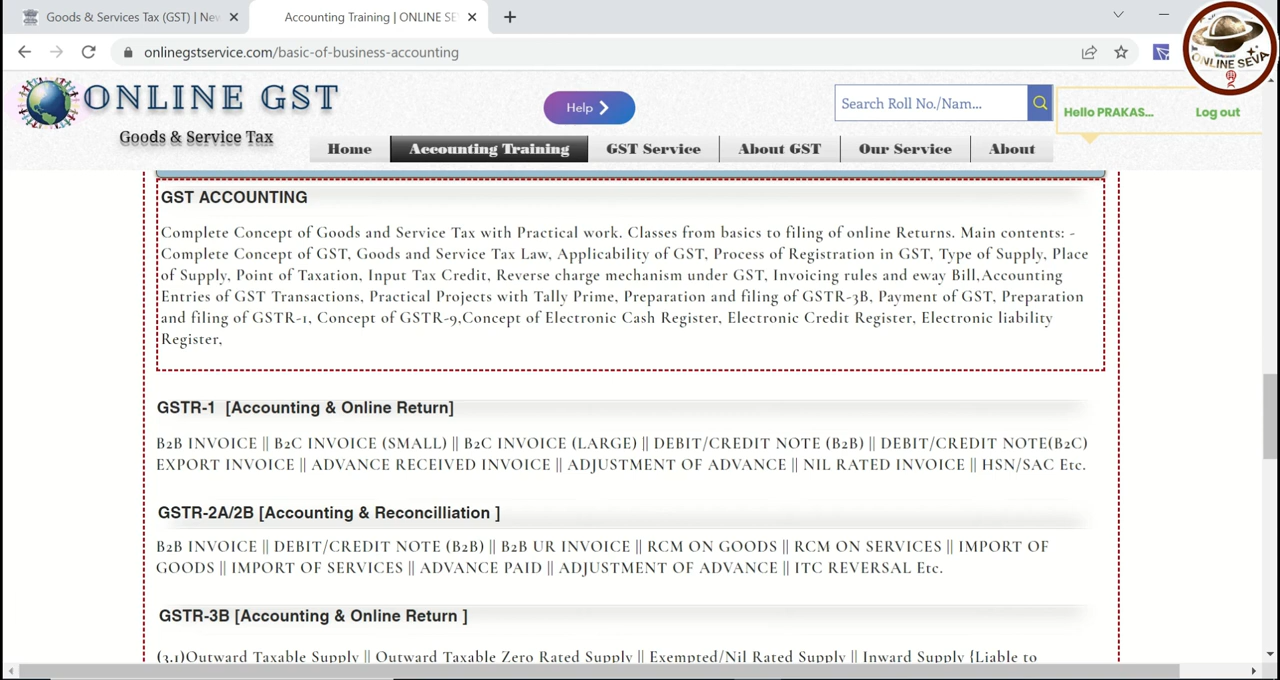 Goods & Services Tax (GST) | Nev
Accounting Training | ONLINE SE
onlinegstservice.com/basic-of-business-accounting
ONLINE SEVA
ONLINE GST
Goods & Service Tax
Help
Search Roll No./Nam...
Hello PRAKAS...
Log out
Home
Accounting Training
GST Service
About GST
Our Service
About
GST ACCOUNTING
Complete Concept of Goods and Service Tax with Practical work. Classes from basics to filing of online Returns. Main contents: -
Complete Concept of GST, Goods and Service Tax Law, Applicability of GST, Process of Registration in GST, Type of Supply, Place
of Supply, Point of Taxation, Input Tax Credit, Reverse charge mechanism under GST, Invoicing rules and eway Bill,Accounting
Entries of GST Transactions, Practical Projects with Tally Prime, Preparation and filing of GSTR-3B, Payment of GST, Preparation
and filing of GSTR-1, Concept of GSTR-9,Concept of Electronic Cash Register, Electronic Credit Register, Electronic liability
Register,
GSTR-1 [Accounting & Online Return]
B2B INVOICE || B2C INVOICE (SMALL) || B2C INVOICE (LARGE) || DEBIT/CREDIT NOTE (B2B) || DEBIT/CREDIT NOTE(B2C)
EXPORT INVOICE || ADVANCE RECEIVED INVOICE || ADJUSTMENT OF ADVANCE || NIL RATED INVOICE || HSN/SAC Etc.
GSTR-2A/2B [Accounting & Reconcilliation ]
B2B INVOICE || DEBIT/CREDIT NOTE (B2B) || B2B UR INVOICE || RCM ON GOODS || RCM ON SERVICES || IMPORT OF
GOODS || IMPORT OF SERVICES || ADVANCE PAID || ADJUSTMENT OF ADVANCE || ITC REVERSAL Etc.
GSTR-3B [Accounting & Online Return ]
(3.1)Outward Taxable Supply || Outward Taxable Zero Rated Supply || Exempted/Nil Rated Supply || Inward Supply {Liable to